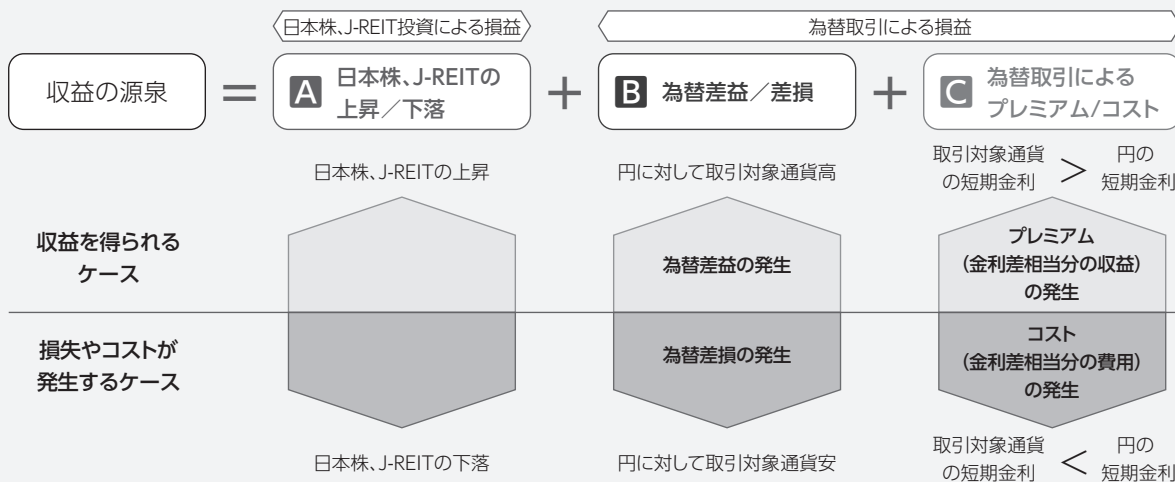 日本株、J-REIT投資による損益
為替取引による損益
収益の源泉
=
A
日本株、J-REITの
上昇／下落
+
B
為替差益／差損
+
C
為替取引による
プレミアム/コスト
日本株、J-REITの上昇
円に対して取引対象通貨高
取引対象通貨
の短期金利
>
円の
短期金利
収益を得られる
ケース
為替差益の発生
プレミアム
(金利差相当分の収益)
の発生
損失やコストが
発生するケース
為替差損の発生
コスト
(金利差相当分の費用)
の発生
日本株、J-REITの下落
円に対して取引対象通貨安
取引対象通貨
の短期金利
<
円の
短期金利